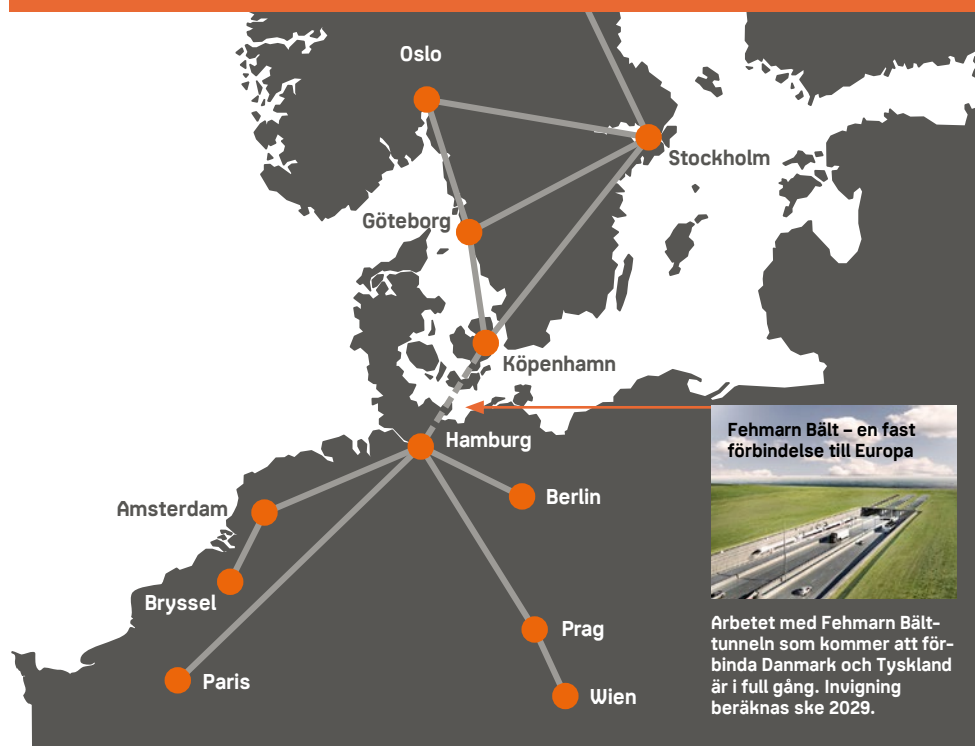 Oslo
Stockholm
Göteborg
Köpenhamn
Hamburg
Amsterdam
Berlin
Bryssel
Prag
Paris
Wien
Fehmarn Bält – en fast
förbindelse till Europa
Arbetet med Fehmarn Bält-
tunneln som kommer att för-
binda Danmark och Tyskland
är i full gång. Invigning
beräknas ske 2029.